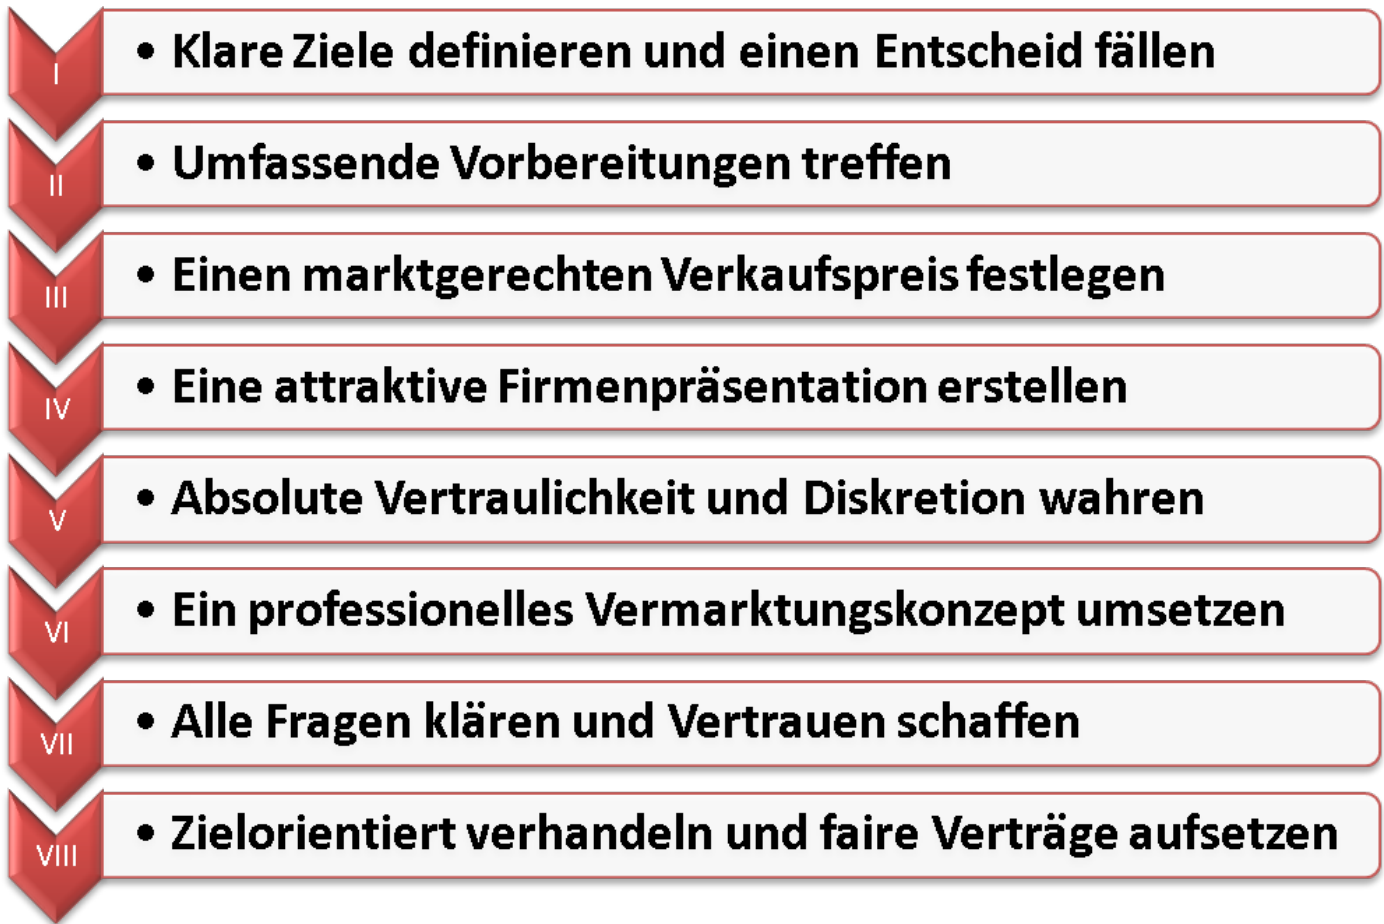 I
• Klare Ziele definieren und einen Entscheid fällen
II
• Umfassende Vorbereitungen treffen
III
• Einen marktgerechten Verkaufspreis festlegen
IV
• Eine attraktive Firmenpräsentation erstellen
V
• Absolute Vertraulichkeit und Diskretion wahren
VI
• Ein professionelles Vermarktungskonzept umsetzen
VII
• Alle Fragen klären und Vertrauen schaffen
VIII
• Zielorientiert verhandeln und faire Verträge aufsetzen